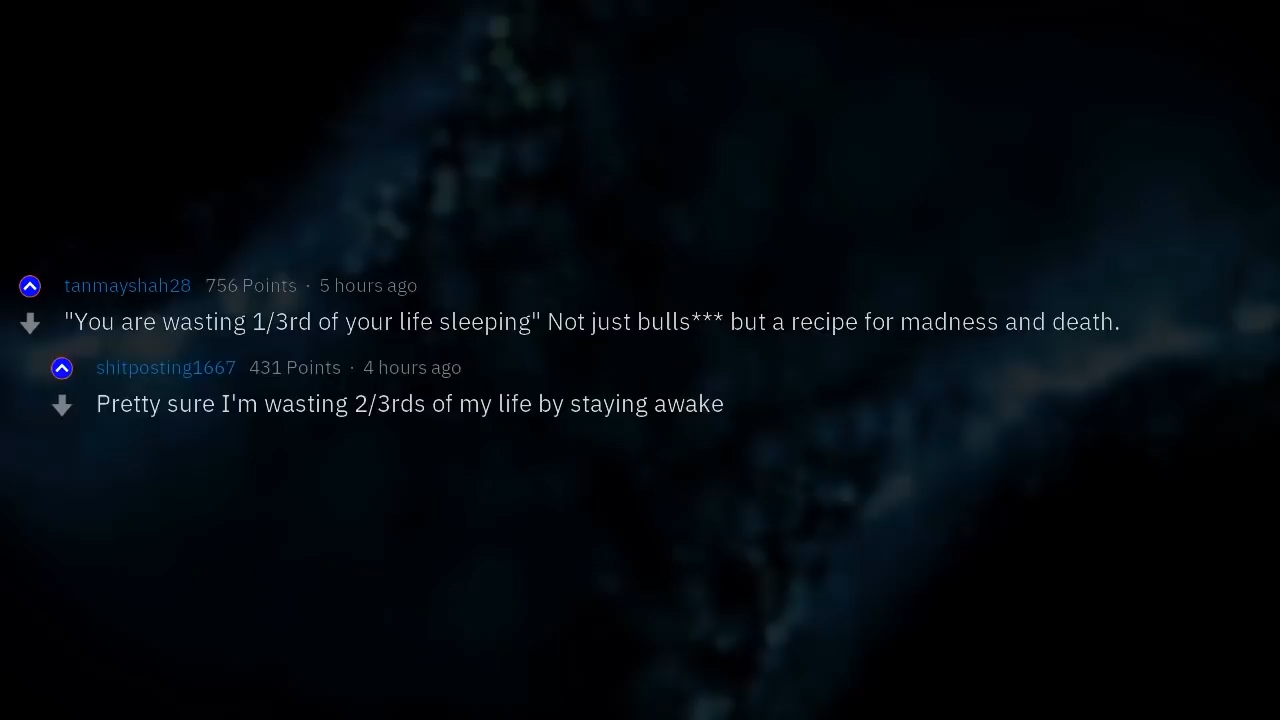 tanmayshah28 756 Points · 5 hours ago
"You are wasting 1/3rd of your life sleeping" Not just bulls*** but a recipe for madness and death.
shitposting1667 431 Points · 4 hours ago
Pretty sure I'm wasting 2/3rds of my life by staying awake